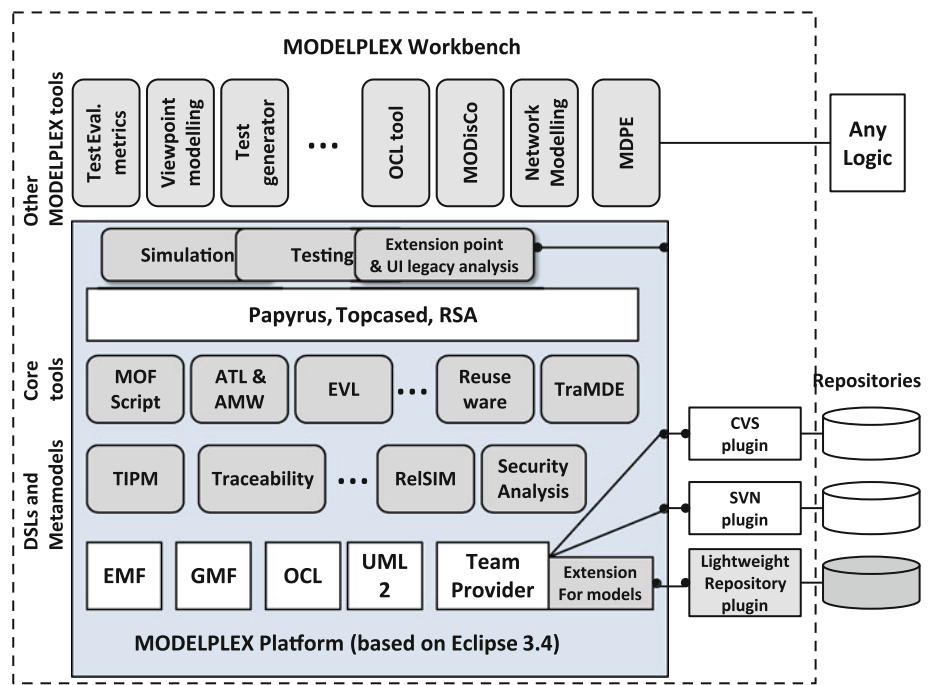 MODELPLEX Workbench
Other
MODELPLEX tools
Test Eval.
metrics
Viewpoint
modelling
Test
generator
...
OCL tool
MODisCo
Network
Modelling
MDPE
Any
Logic
Simulation
Testing
Extension point
& UI legacy analysis
Papyrus, Topcased, RSA
Core
tools
MOF
Script
ATL &
AMW
EVL
...
Reuse
ware
TraMDE
Repositories
CVS
plugin
DSLs and
Metamodels
TIPM
Traceability
...
RelSIM
Security
Analysis
SVN
plugin
EMF
GMF
OCL
UML
2
Team
Provider
Extension
For models
Lightweight
Repository
plugin
MODELPLEX Platform (based on Eclipse 3.4)